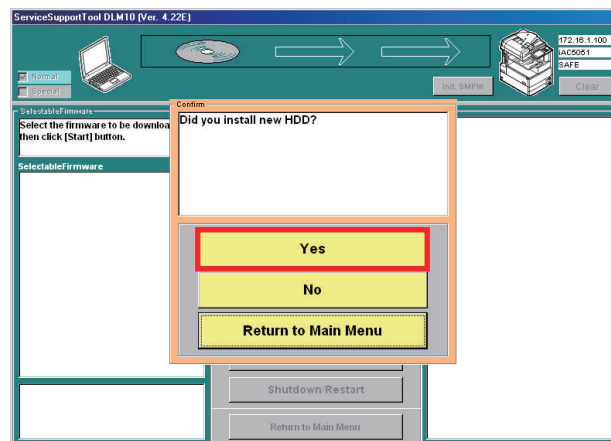 ServiceSupportTool DLM10 (Ver. 4.22E)
172.16.1.100
iAC5051
SAFE
Normal
Special
Init. SMPW
Clear
SelectableFirmware
Select the firmware to be downloa
then click [Start] button.
SelectableFirmware
Confirm
Did you install new HDD?
Yes
No
Return to Main Menu
Shutdown/Restart
Return to Main Menu